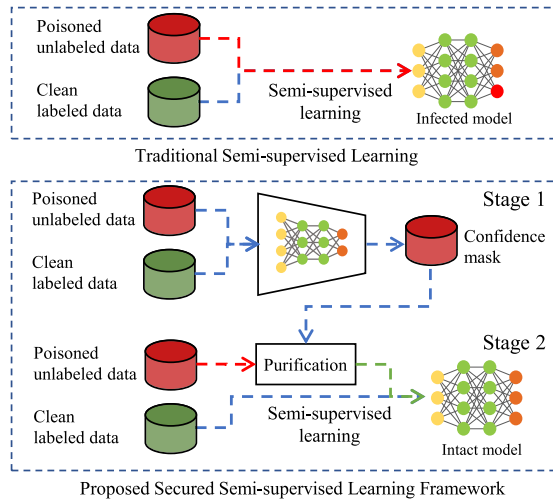 Poisoned
unlabeled data
Clean
labeled data
Semi-supervised
learning
Infected model
Traditional Semi-supervised Learning
Stage 1
Poisoned
unlabeled data
Clean
labeled data
Confidence
mask
Stage 2
Poisoned
unlabeled data
Purification
Clean
labeled data
Semi-supervised
learning
Intact model
Proposed Secured Semi-supervised Learning Framework